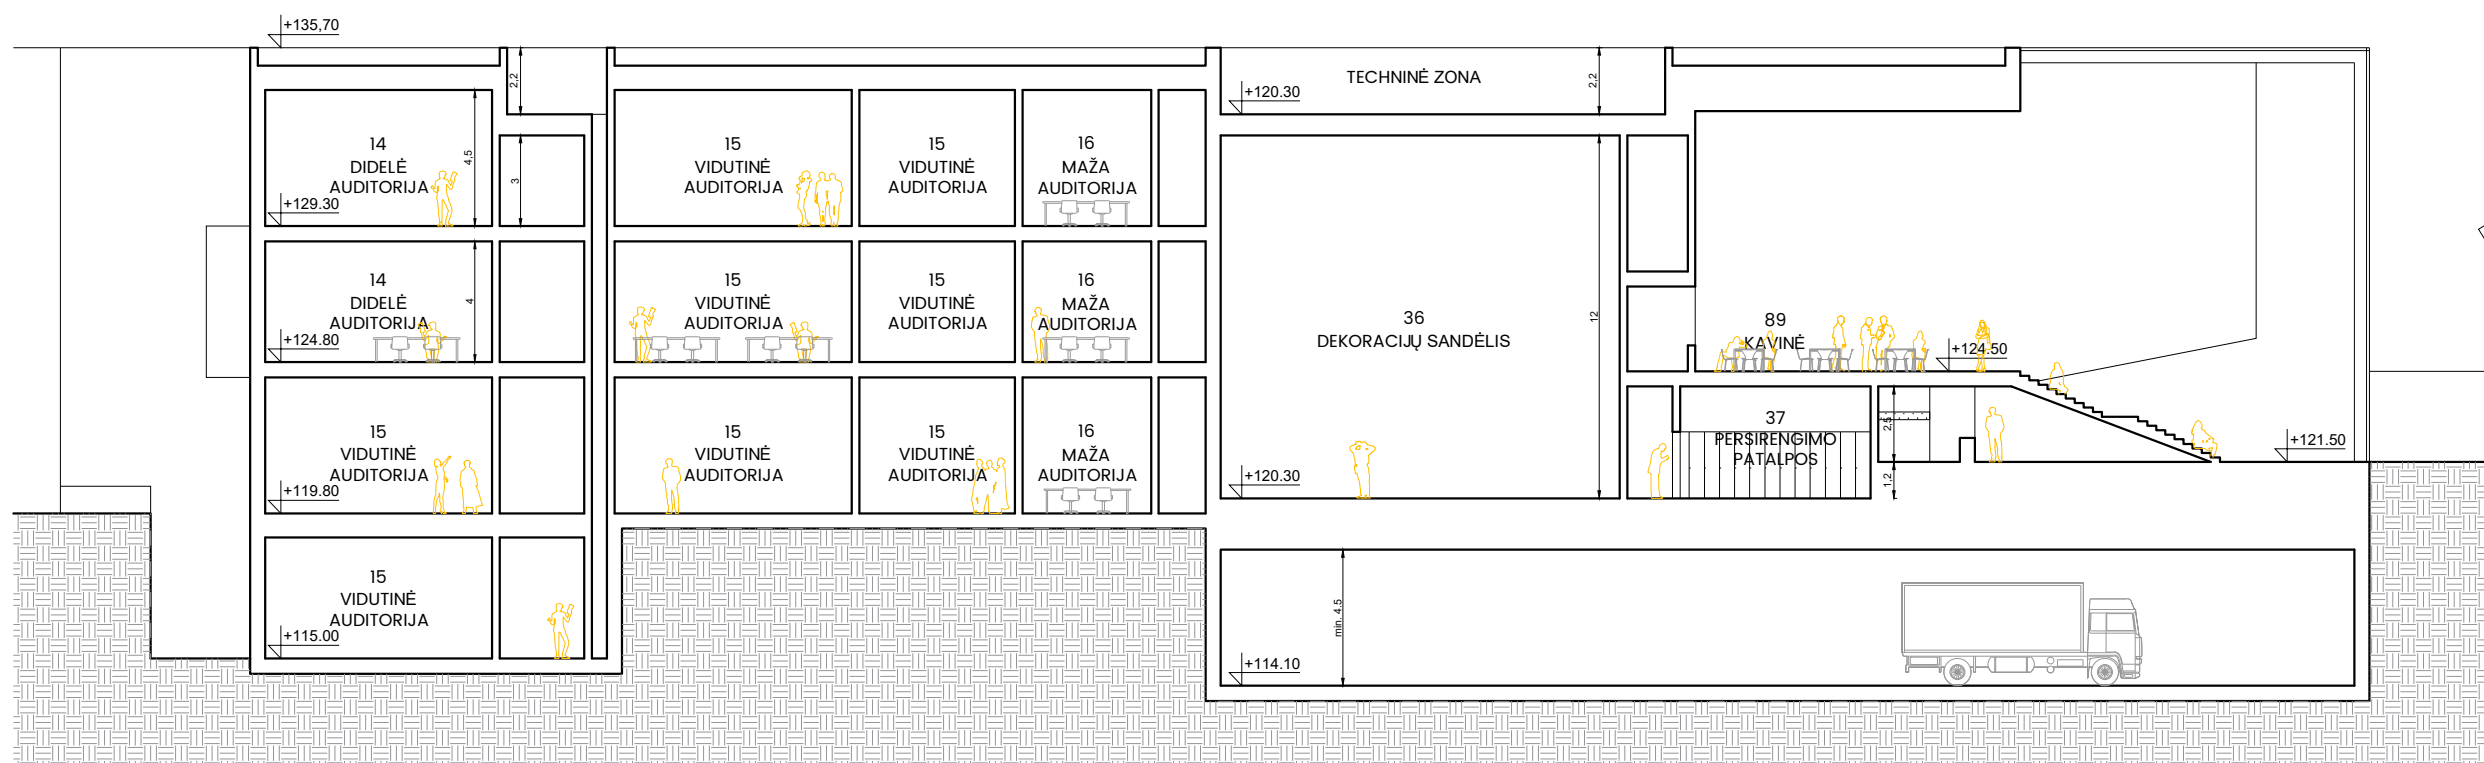 +135,70
2,2
TECHNINĖ ZONA
2,2
+120.30
14
DIDELĖ
AUDITORIJA
4,5
3
+129.30
15
VIDUTINĖ
AUDITORIJA
15
VIDUTINĖ
AUDITORIJA
16
MAŽA
AUDITORIJA
14
DIDELĖ
AUDITORIJA
4
+124.80
15
VIDUTINĖ
AUDITORIJA
15
VIDUTINĖ
AUDITORIJA
16
MAŽA
AUDITORIJA
36
DEKORACIJŲ SANDĖLIS
12
89
KAVINĖ
+124.50
15
VIDUTINĖ
AUDITORIJA
+119.80
15
VIDUTINĖ
AUDITORIJA
15
VIDUTINĖ
AUDITORIJA
16
MAŽA
AUDITORIJA
+120.30
37
PERSIRENGIMO
PATALPOS
2,5
1,2
+121.50
15
VIDUTINĖ
AUDITORIJA
+115.00
min. 4.5
+114.10